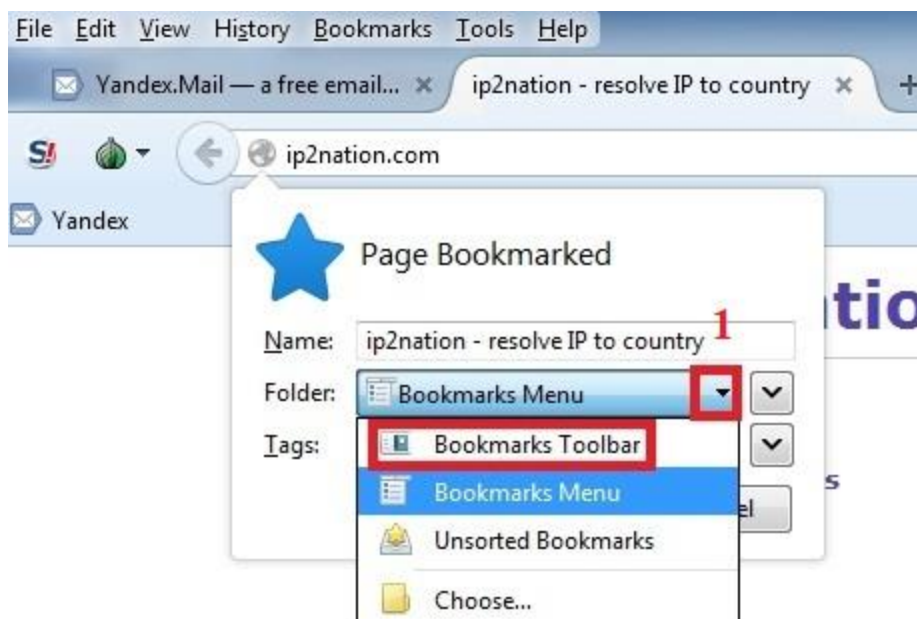 File Edit View History Bookmarks Tools Help
Yandex.Mail — a free email... ip2nation - resolve IP to country
S!
ip2nation.com
Yandex
Page Bookmarked
tio
1
Name: ip2nation - resolve IP to country
Folder: Bookmarks Menu
Tags: Bookmarks Toolbar
Bookmarks Menu
s
el
Unsorted Bookmarks
Choose...